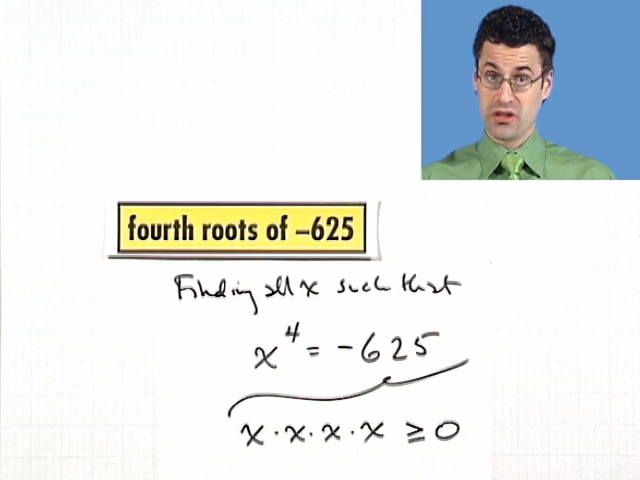 fourth roots of –625
Finding all x such that
x⁴ = -625
x · x · x · x ≥ 0